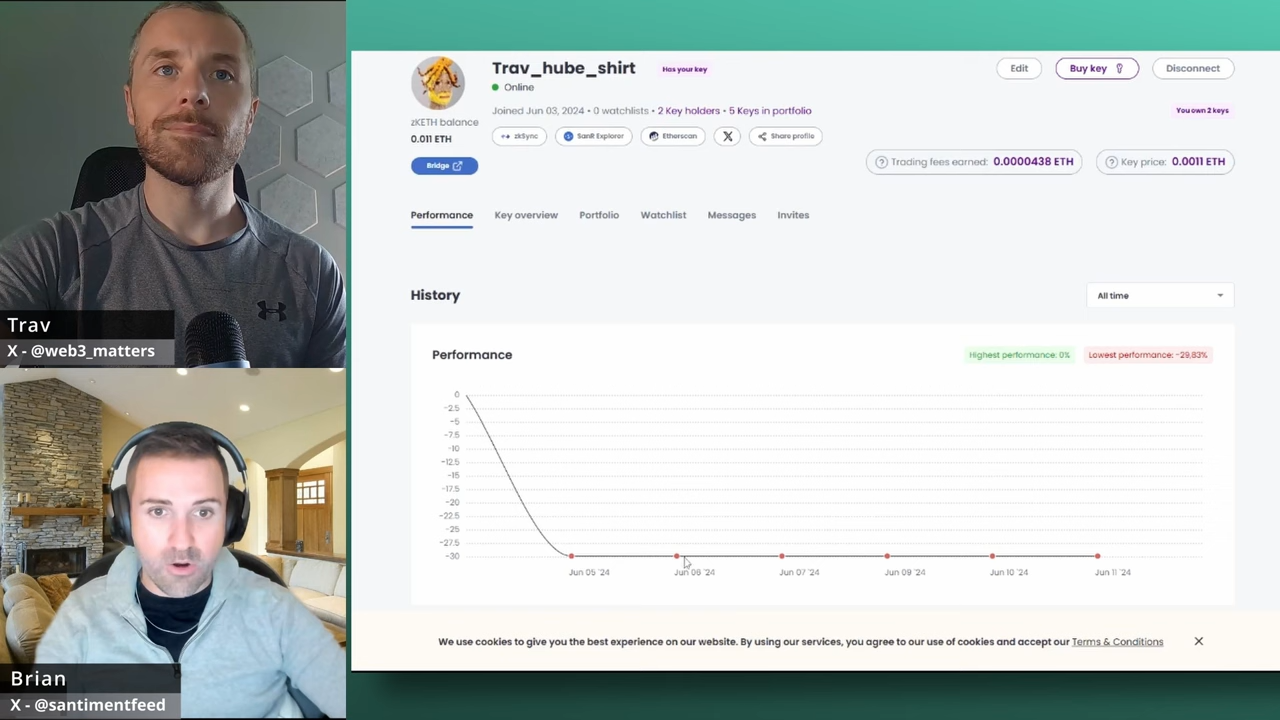 Trav
X - @web3_matters
Brian
X - @santimentfeed
Trav_hube_shirt
Has your key
Edit
Buy key
Disconnect
Online
zKETH balance
0.011 ETH
Bridge
Joined Jun 03, 2024 • 0 watchlists • 2 Key holders • 5 Keys in portfolio
You own 2 keys
zkSync
SanR Explorer
Etherscan
Share profile
Trading fees earned: 0.0000438 ETH
Key price: 0.0011 ETH
Performance
Key overview
Portfolio
Watchlist
Messages
Invites
History
All time
Performance
Highest performance: 0%
Lowest performance: -29,83%
0
-2.5
-5
-7.5
-10
-12.5
-15
-17.5
-20
-22.5
-25
-27.5
-30
Jun 05 '24
Jun 06 '24
Jun 07 '24
Jun 09 '24
Jun 10 '24
Jun 11 '24
We use cookies to give you the best experience on our website. By using our services, you agree to our use of cookies and accept our Terms & Conditions